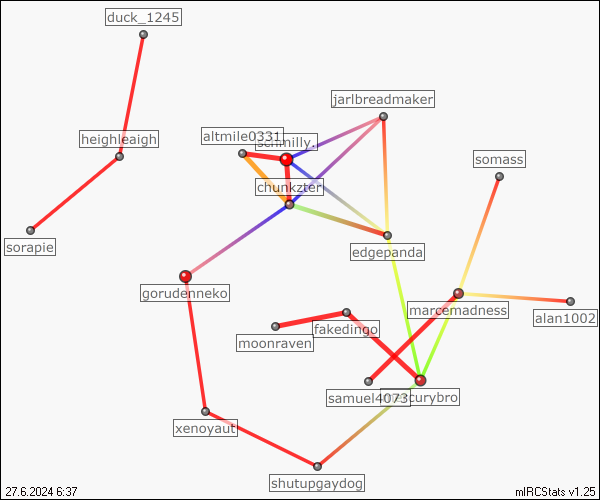 duck_1245
jarlbreadmaker
altmile0331
schmilly.
heighleaigh
somass
chunkzter
sorapie
edgepanda
gorudenneko
marcemadness
alan1002
fakedingo
moonraven
samuel4073
curybro
xenoyaut
shutupgaydog
27.6.2024 6:37
mIRCStats v1.25